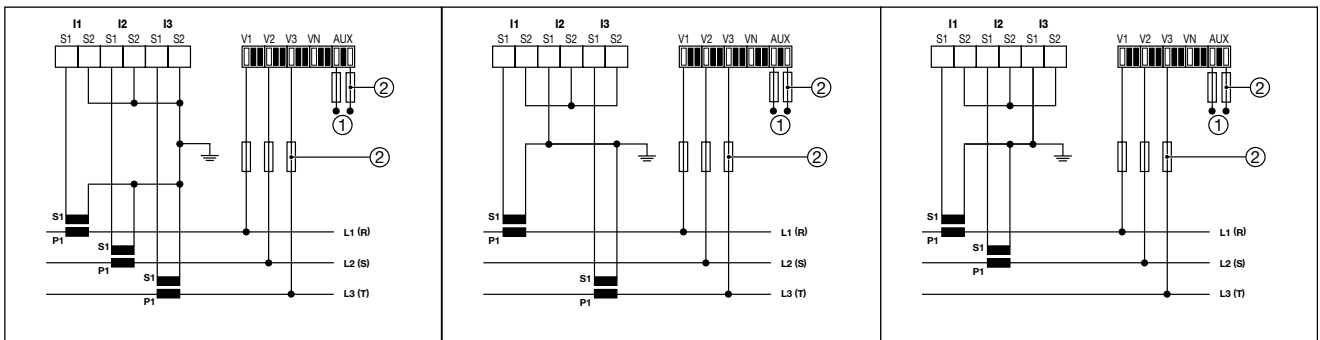 I1 I2 I3
S1 S2 S1 S2 S1 S2 V1 V2 V3 VN AUX
2
1
2
S1
P1
L1 (R)
S1
P1
L2 (S)
S1
P1
L3 (T)
I1 I2 I3
S1 S2 S1 S2 S1 S2 V1 V2 V3 VN AUX
2
1
2
S1
P1
L1 (R)
L2 (S)
S1
P1
L3 (T)
I1 I2 I3
S1 S2 S1 S2 S1 S2 V1 V2 V3 VN AUX
2
1
2
S1
P1
L1 (R)
S1
P1
L2 (S)
L3 (T)